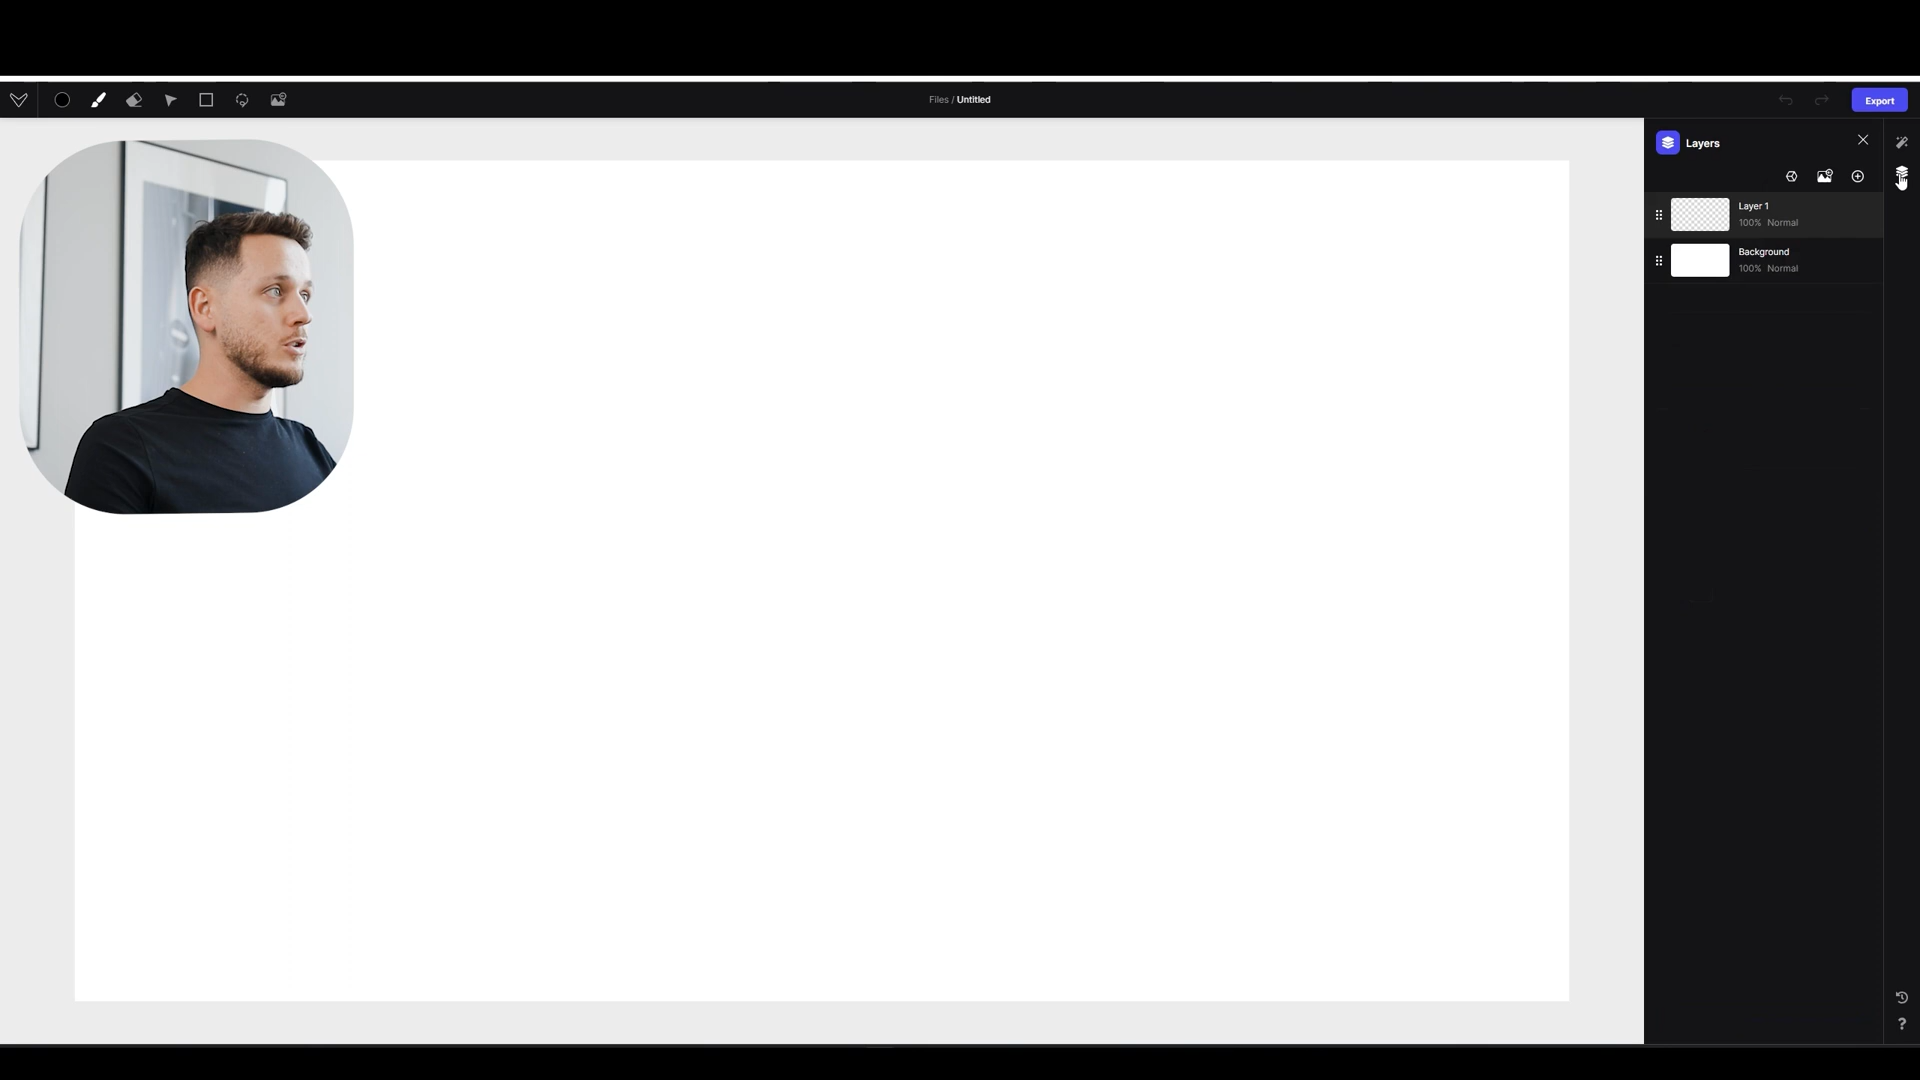 Files / Untitled
Export
Layers
Layer 1
100% Normal
Background
100% Normal
?